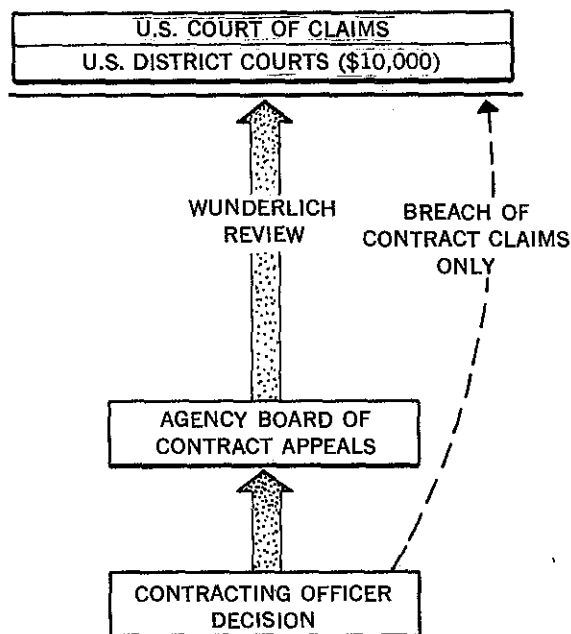 U.S. COURT OF CLAIMS
U.S. DISTRICT COURTS ($10,000)
WUNDERLICH
REVIEW
BREACH OF
CONTRACT CLAIMS
ONLY
AGENCY BOARD OF
CONTRACT APPEALS
CONTRACTING OFFICER
DECISION